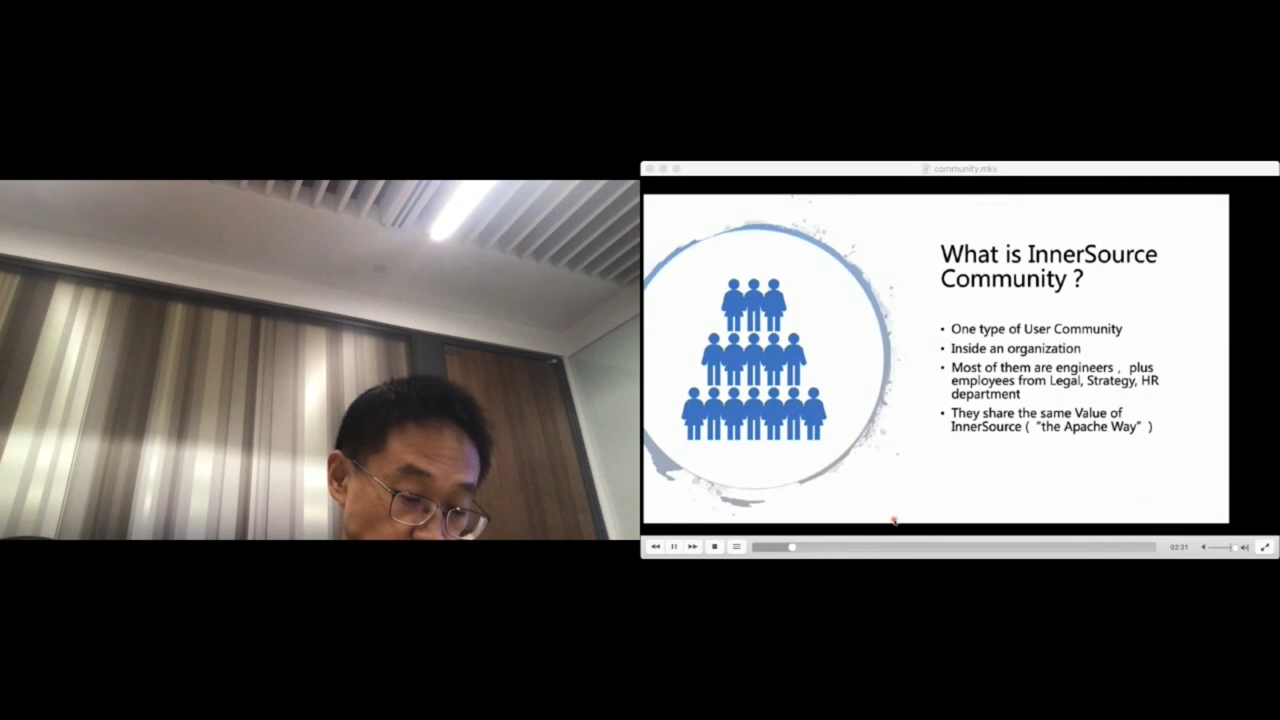 community.mkv
What is InnerSource
Community ?
• One type of User Community
• Inside an organization
• Most of them are engineers , plus
employees from Legal, Strategy, HR
department
• They share the same Value of
InnerSource ( “the Apache Way” )
02:31